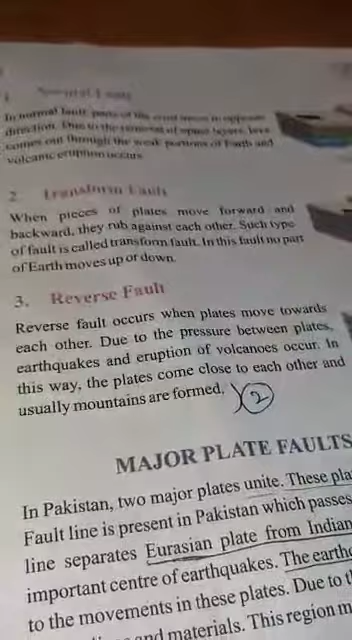 1 Normal Fault
In normal fault, parts of the crust move in opposite
direction. Due to the removal of upper layers, lava
comes out through the weak portions of Earth and
volcanic eruption occurs.
2. Transform Fault
When pieces of plates move forward and
backward, they rub against each other. Such type
of fault is called transform fault. In this fault no part
of Earth moves up or down.
3. Reverse Fault
Reverse fault occurs when plates move towards
each other. Due to the pressure between plates,
earthquakes and eruption of volcanoes occur. In
this way, the plates come close to each other and
usually mountains are formed. 2
MAJOR PLATE FAULTS
In Pakistan, two major plates unite. These pla
Fault line is present in Pakistan which passes
line separates Eurasian plate from Indian
important centre of earthquakes. The earthq
to the movements in these plates. Due to t
and materials. This region m